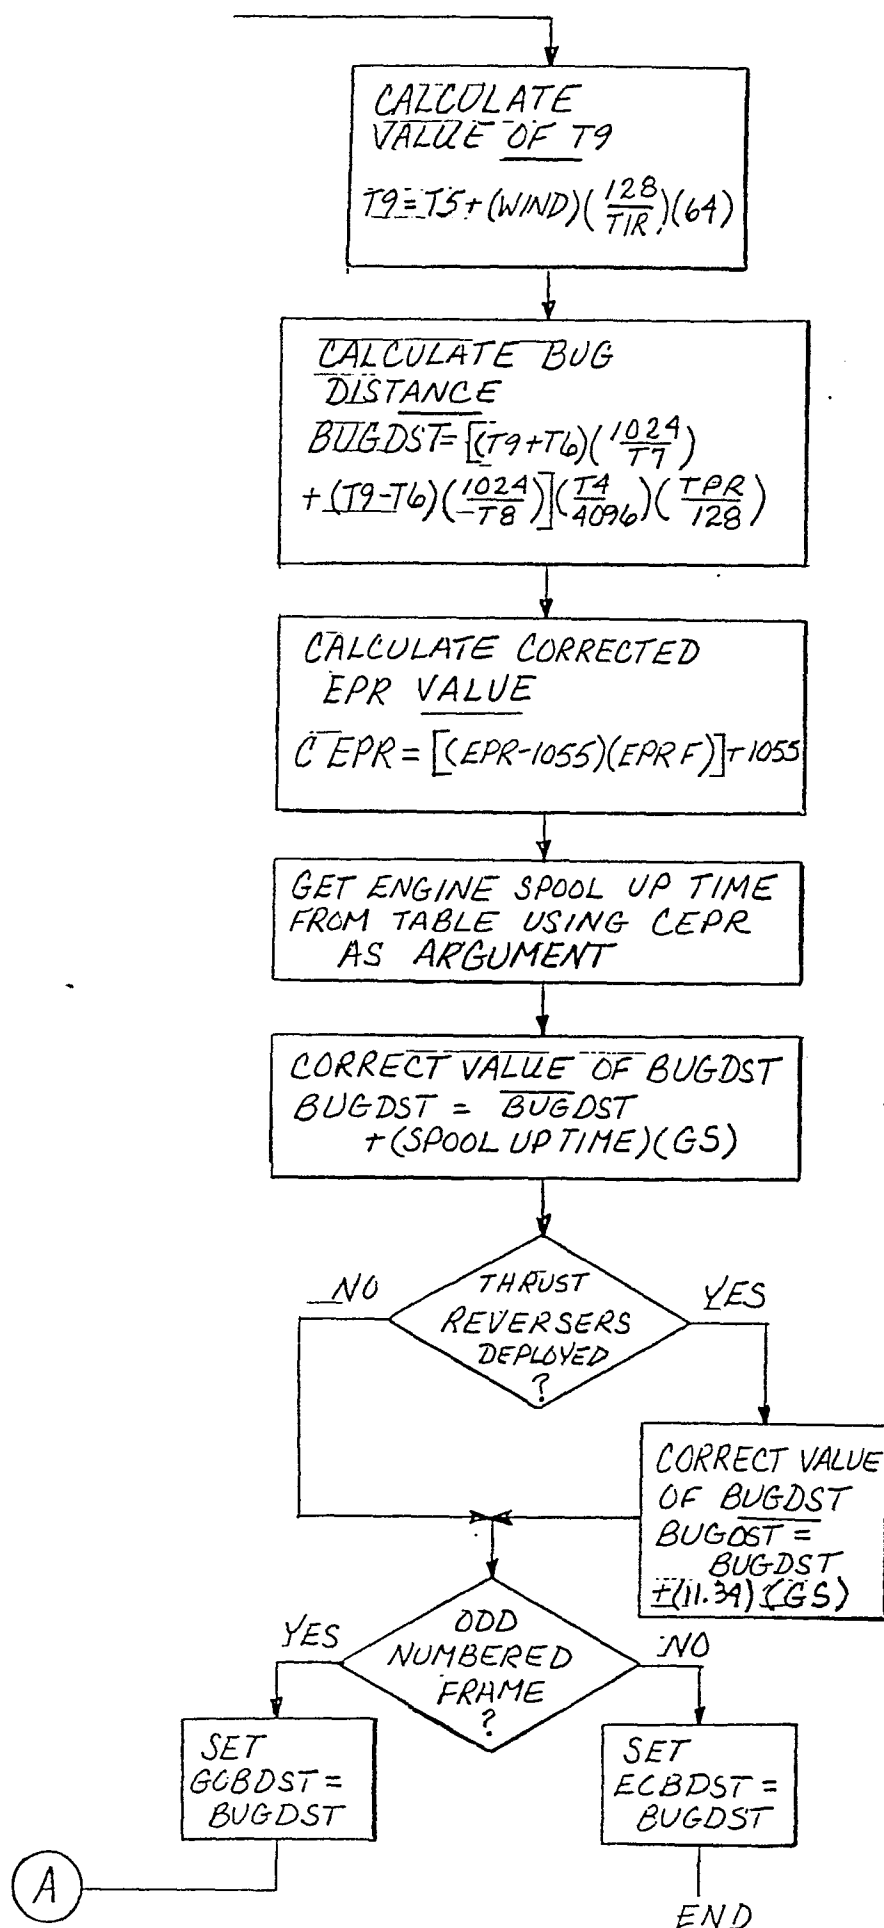 CALCULATE
VALUE OF T9
T9=T5+(WIND)(128/TIR)(64)
CALCULATE BUG
DISTANCE
BUGDST=[(T9+T6)(1024/T7)
+(T9-T6)(1024/-T8)](T4/4096)(TPR/128)
CALCULATE CORRECTED
EPR VALUE
CEPR=[(EPR-1055)(EPRF)]+1055
GET ENGINE SPOOL UP TIME
FROM TABLE USING CEPR
AS ARGUMENT
CORRECT VALUE OF BUGDST
BUGDST = BUGDST
+(SPOOL UP TIME)(GS)
THRUST
REVERSERS
DEPLOYED
?
NO
YES
CORRECT VALUE
OF BUGDST
BUGDST =
BUGDST
+(11.34)(GS)
ODD
NUMBERED
FRAME
?
YES
NO
SET
GCBDST =
BUGDST
SET
ECBDST =
BUGDST
A
END